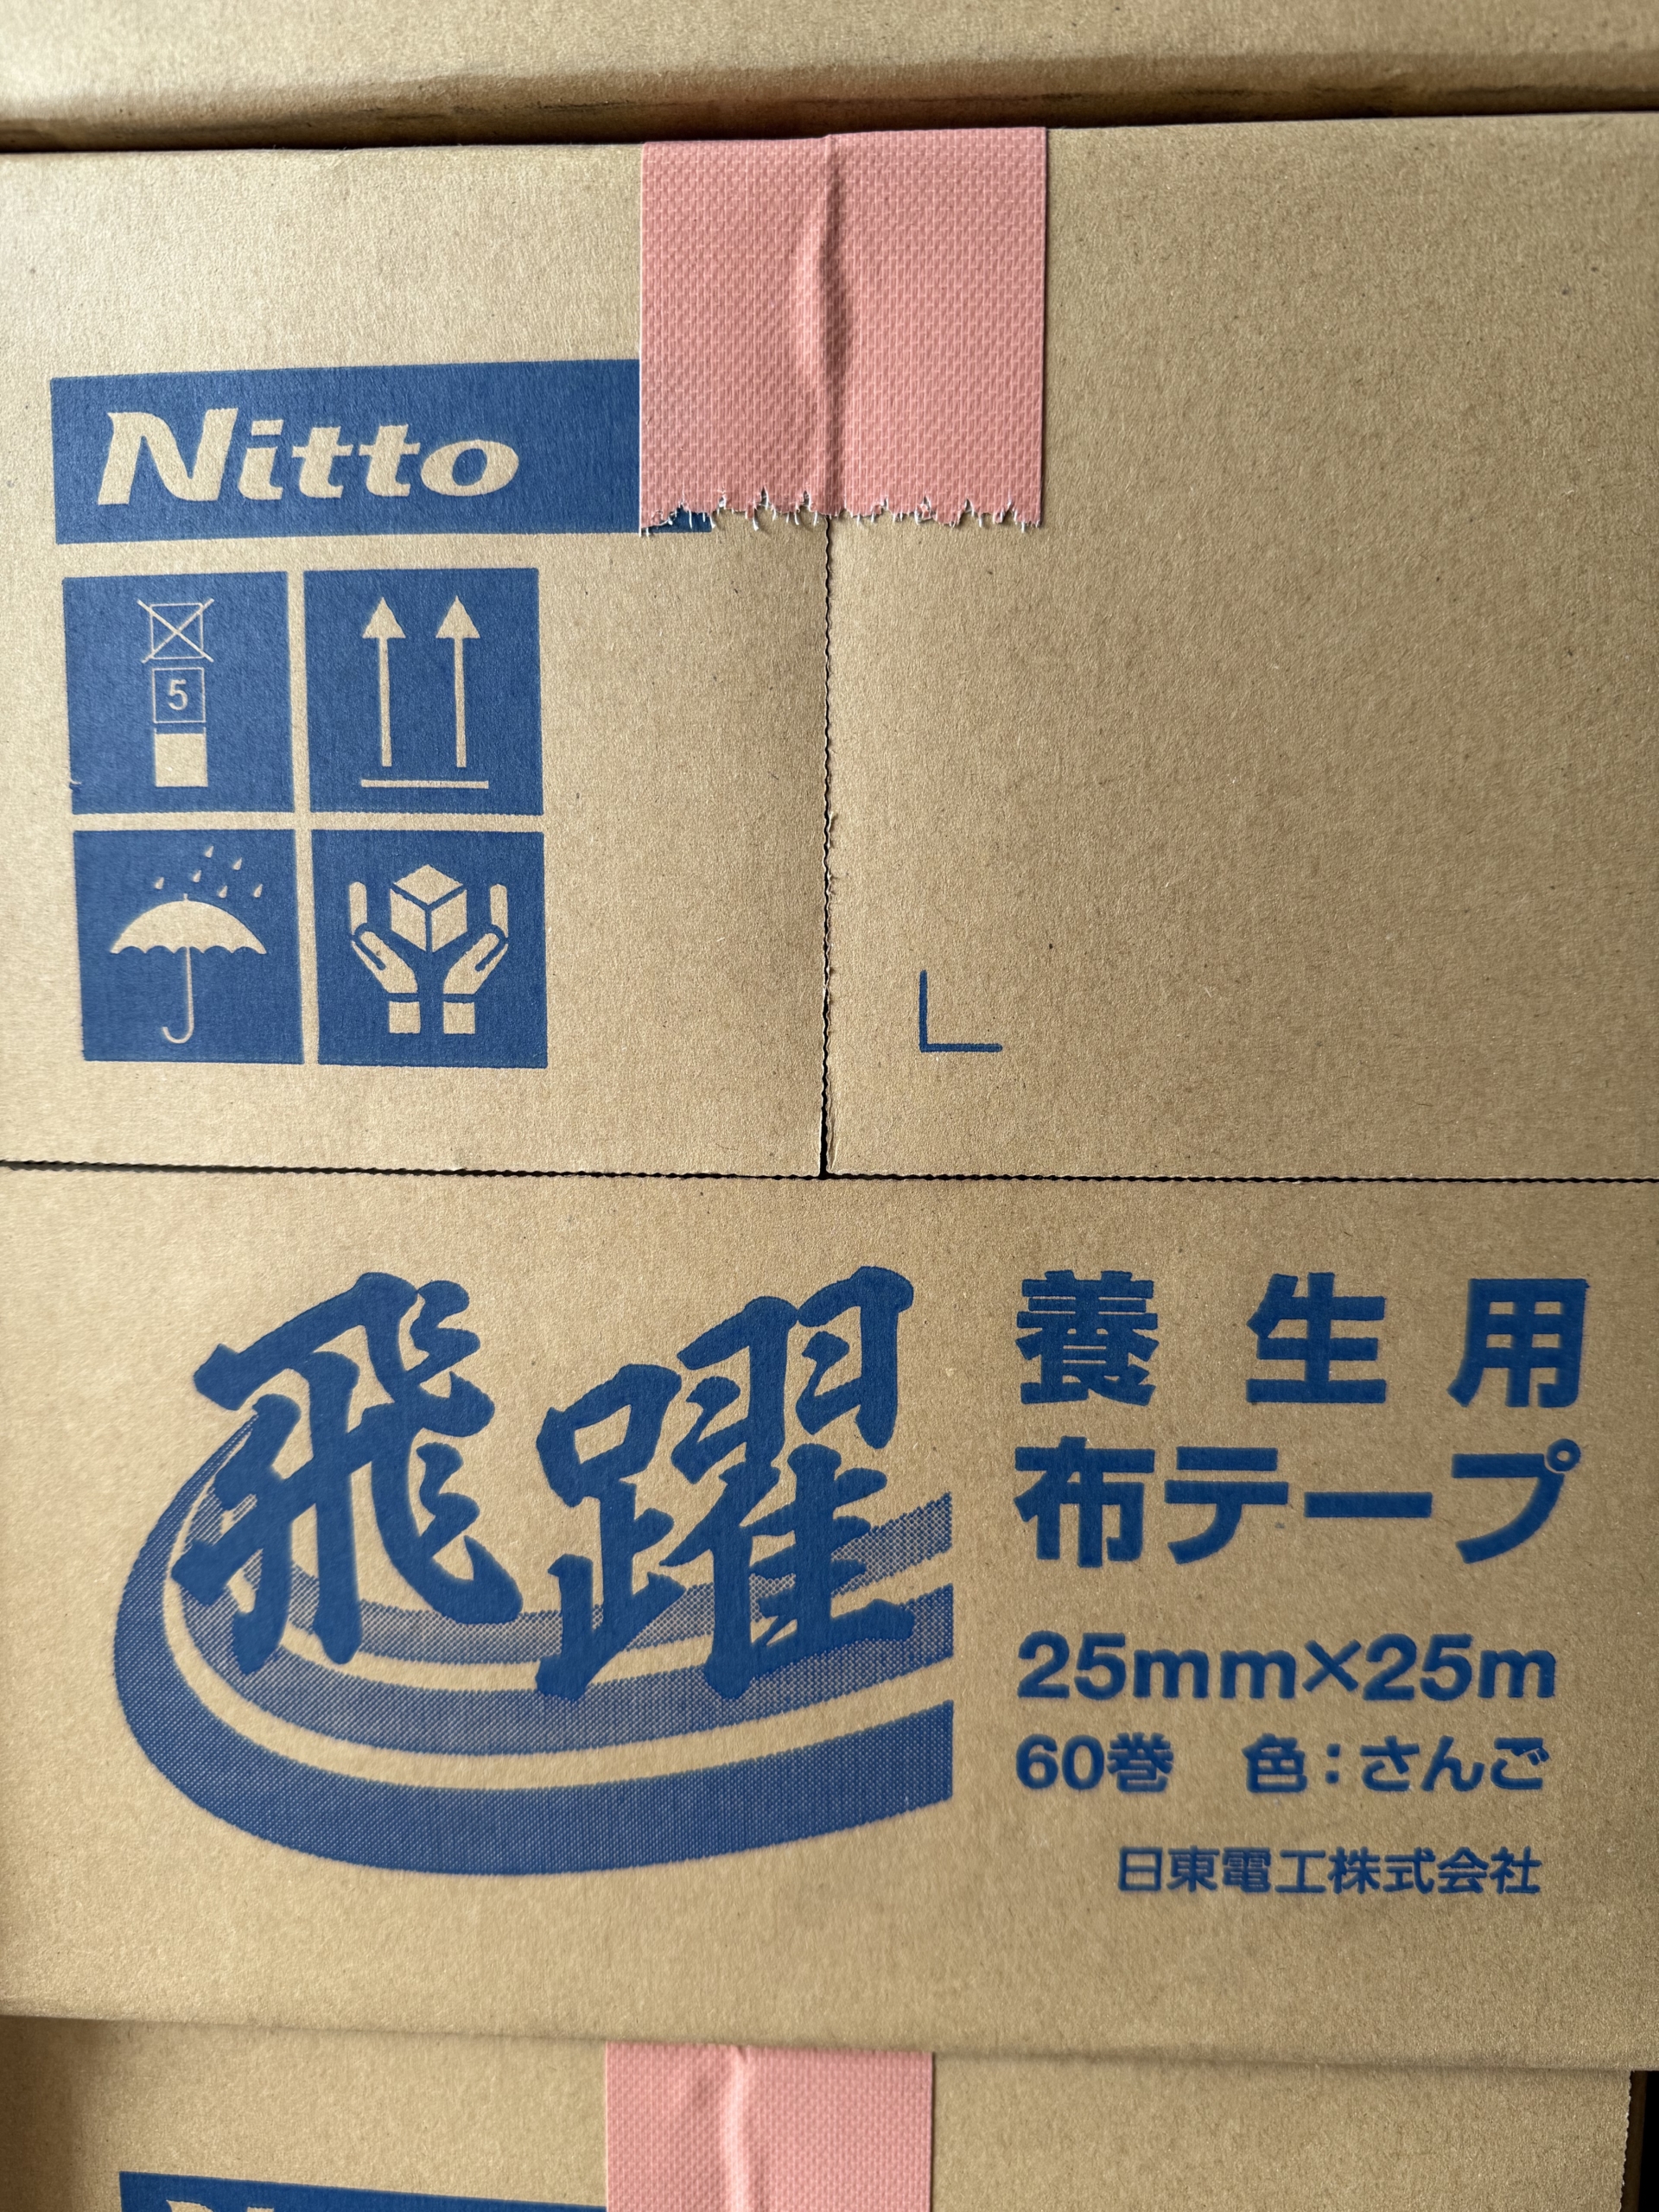 Nitto
5
飛躍
養生用
布テープ
25mm×25m
60巻 色:さんご
日東電工株式会社